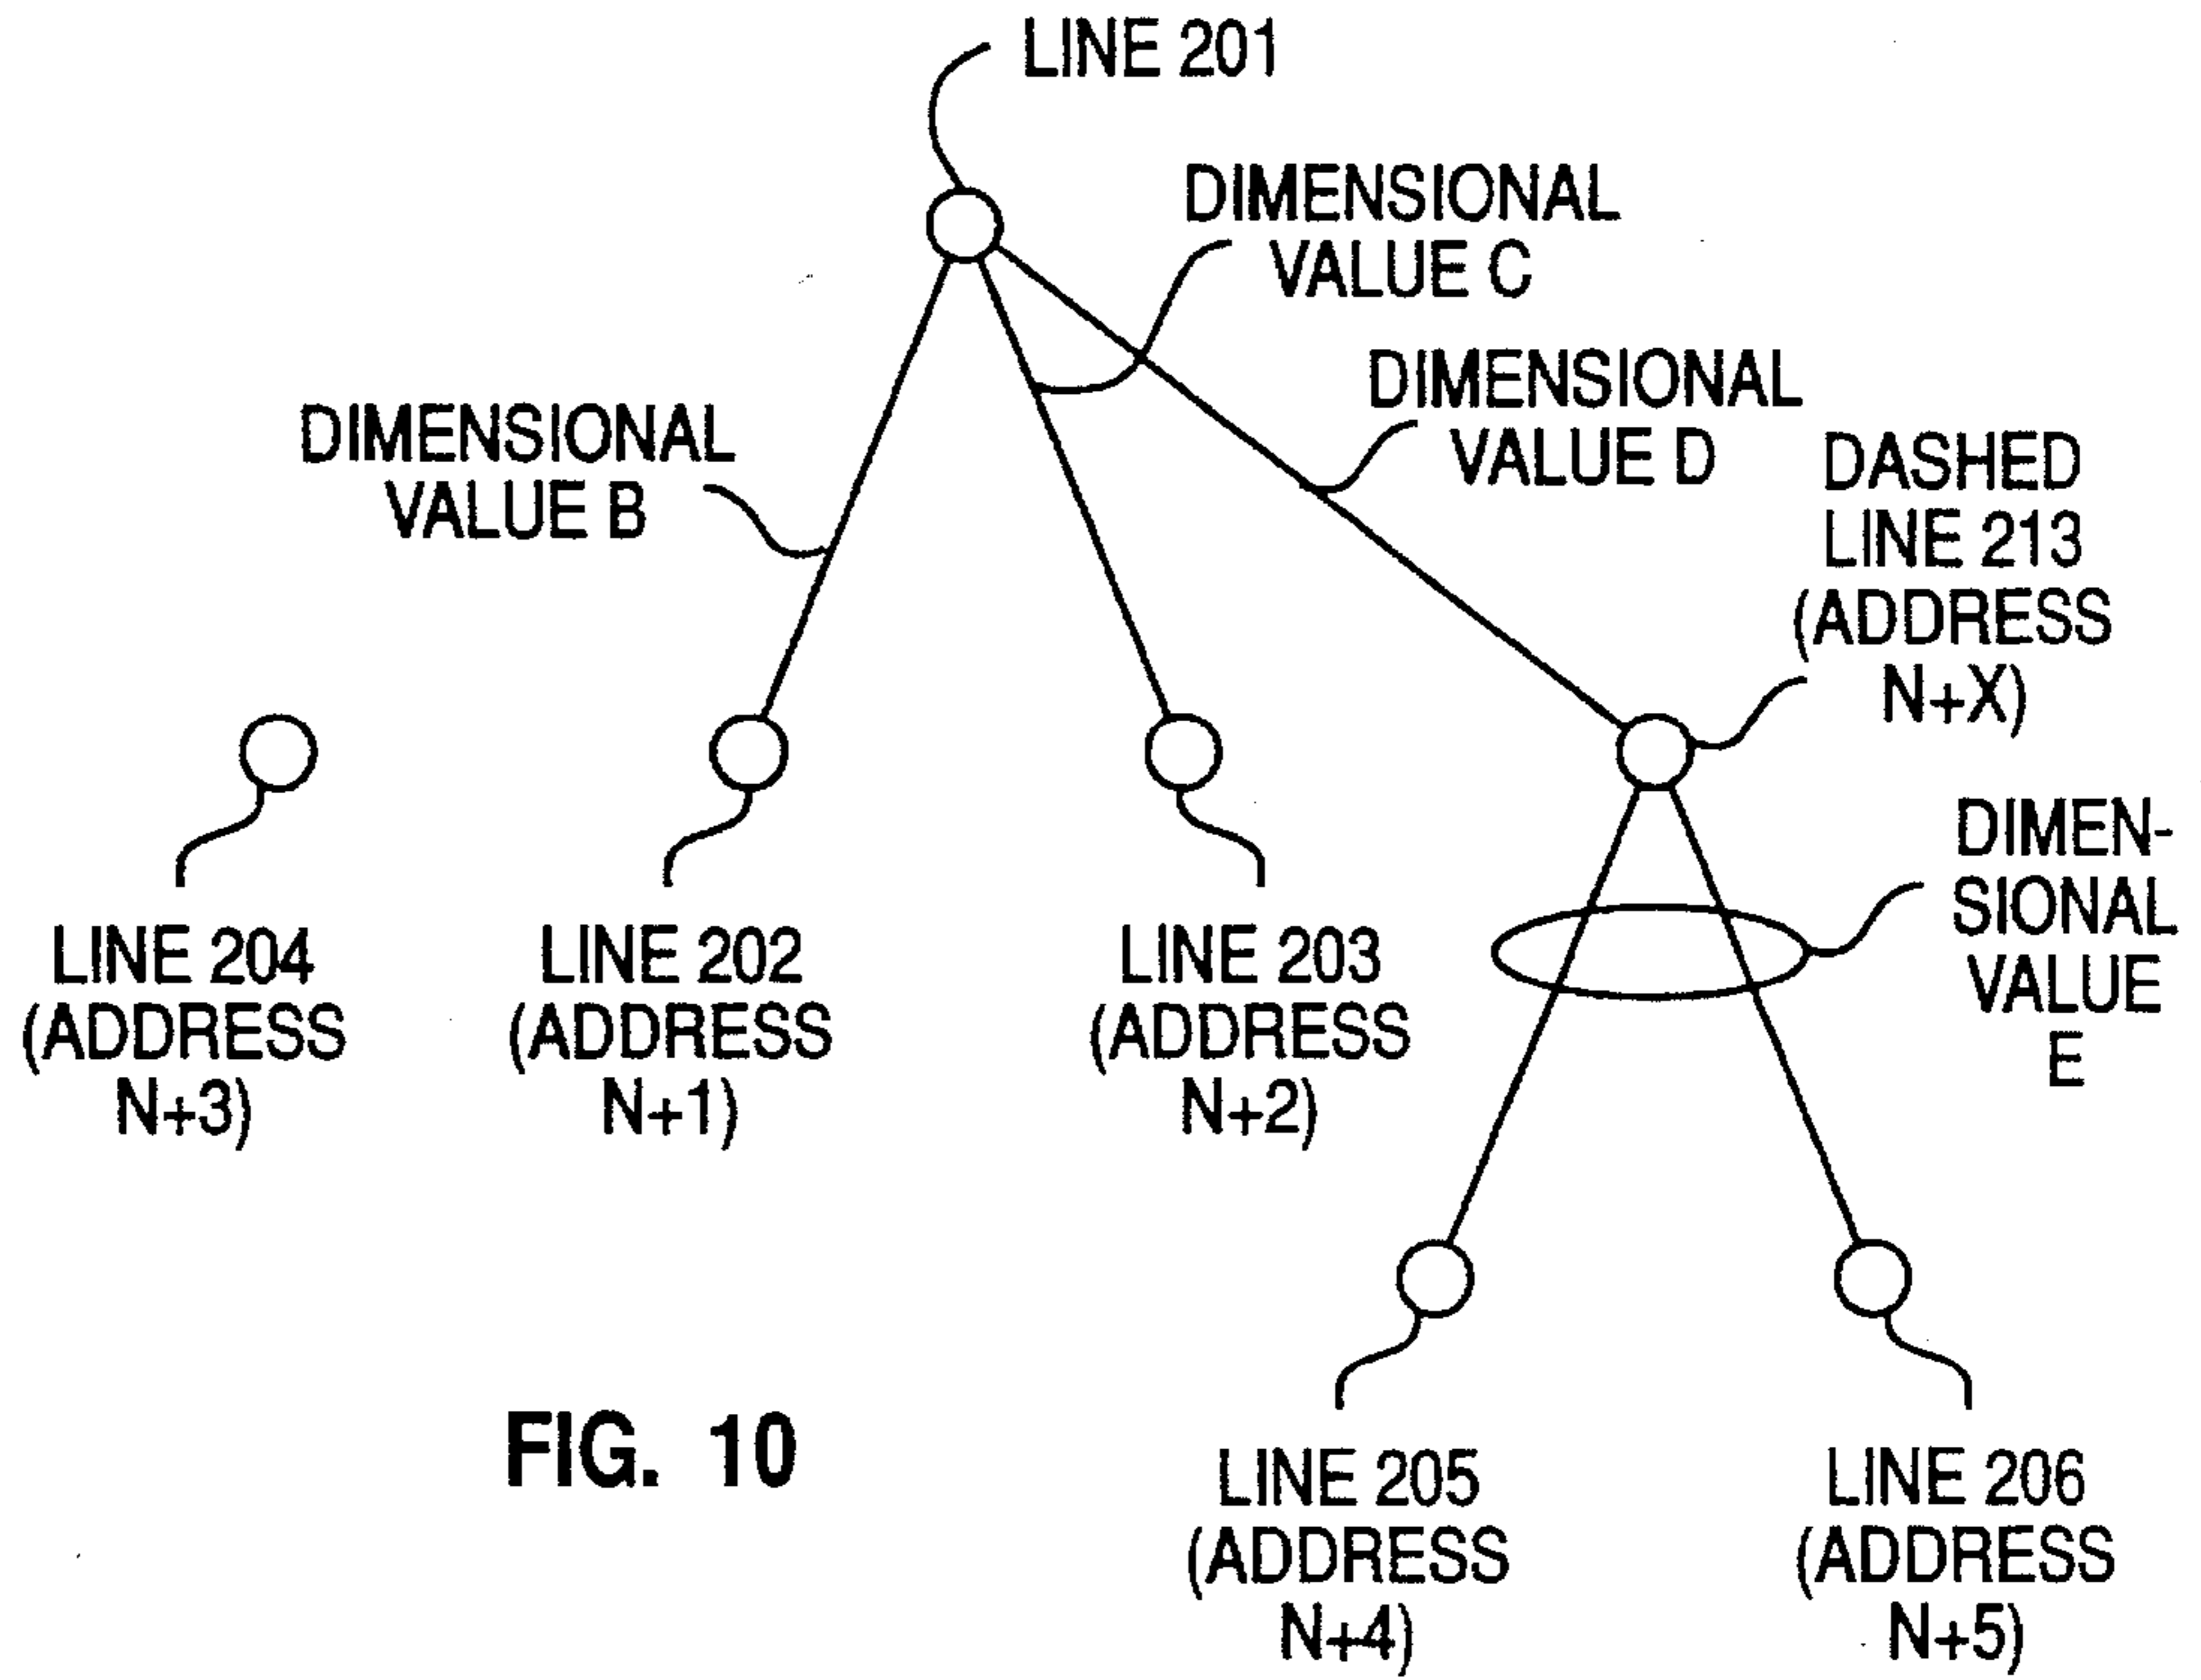 LINE 201
DIMENSIONAL
VALUE C
DIMENSIONAL
VALUE D
DIMENSIONAL
VALUE B
DASHED
LINE 213
(ADDRESS
N+X)
DIMEN-
SIONAL
VALUE
E
LINE 204
(ADDRESS
N+3)
LINE 202
(ADDRESS
N+1)
LINE 203
(ADDRESS
N+2)
LINE 205
(ADDRESS
N+4)
LINE 206
(ADDRESS
N+5)
FIG. 10